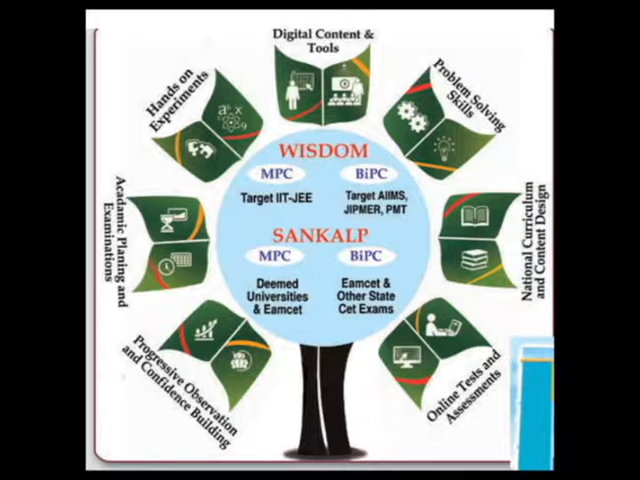 Digital Content &
Tools
Hands on
Experiments
Problem Solving
Skills
WISDOM
MPC
BiPC
Target IIT-JEE
Target AIIMS,
JIPMER, PMT
SANKALP
MPC
BiPC
Deemed
Universities
& Eamcet
Eamcet &
Other State
Cet Exams
Acadamic Planing and
Examinations
National Curriculum
and Content Design
Progressive Observation
and Confidence Building
Online Tests and
Assessments